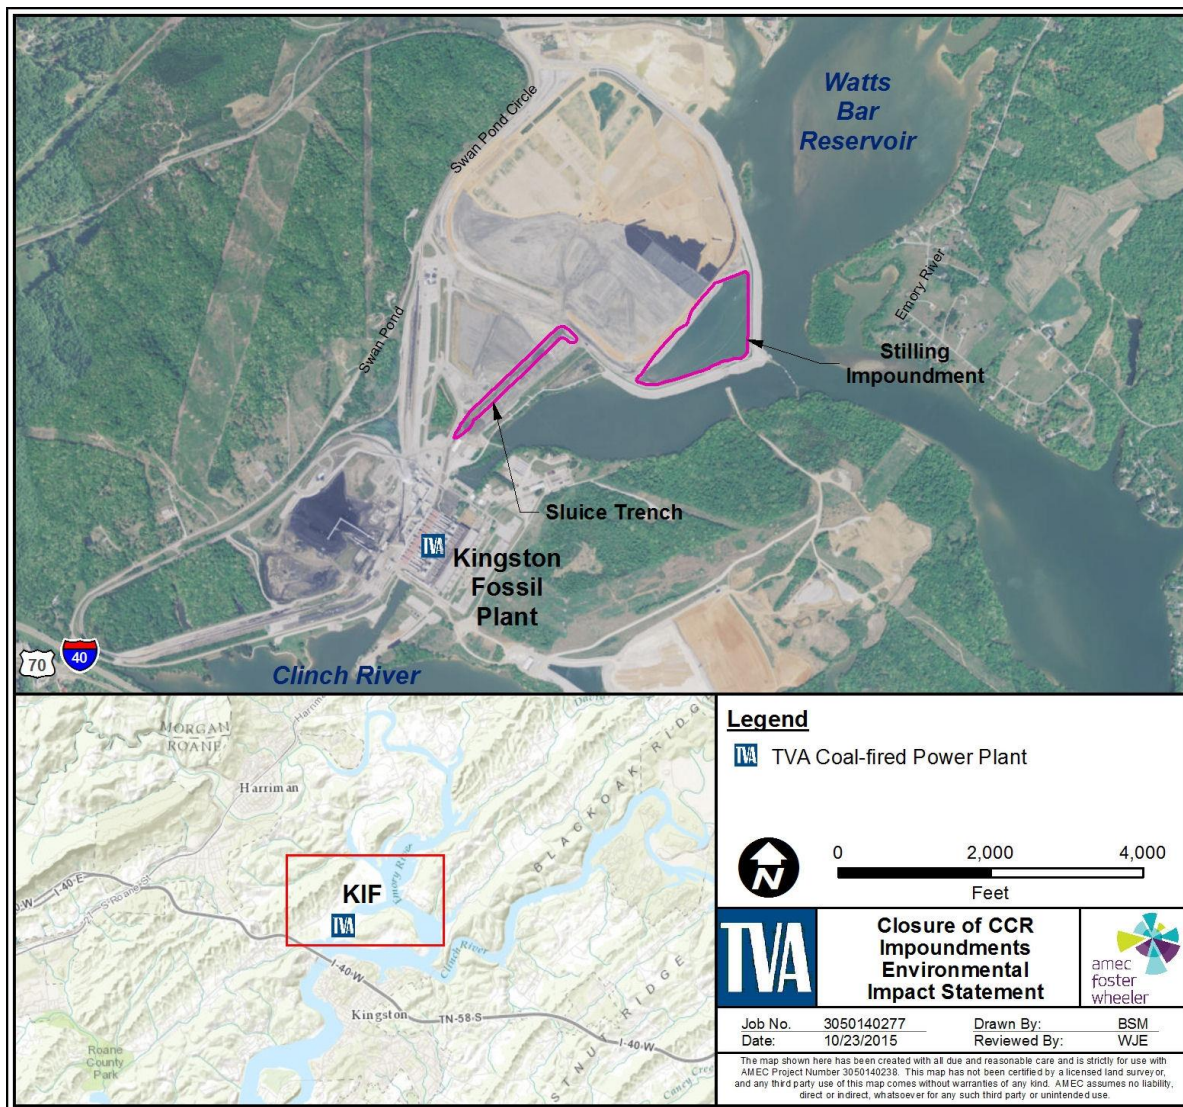 Watts
Bar
Reservoir
Swan Pond Circle
Emory River
Swan Pond
Stilling
Impoundment
Sluice Trench
TVA
Kingston
Fossil
Plant
70
40
Clinch River
MORGAN
ROANE
Harriman
BLACKOAK RIDGE
I-40-E
S Roane St
KIF
Emory River
TVA
Clinch River
I-40-W
I-40-W
Kingston
TN-58-S
Roane
County
Park
Caney Creek
Legend
TVA TVA Coal-fired Power Plant
N
0 2,000 4,000
Feet
TVA
Closure of CCR
Impoundments
Environmental
Impact Statement
amec
foster
wheeler
Job No. 3050140277 Drawn By: BSM
Date: 10/23/2015 Reviewed By: WJE
The map shown here has been created with all due and reasonable care and is strictly for use with
AMEC Project Number 3050140238. This map has not been certified by a licensed land surveyor,
and any third party use of this map comes without warranties of any kind. AMEC assumes no liability,
direct or indirect, whatsoever for any such third party or unintended use.